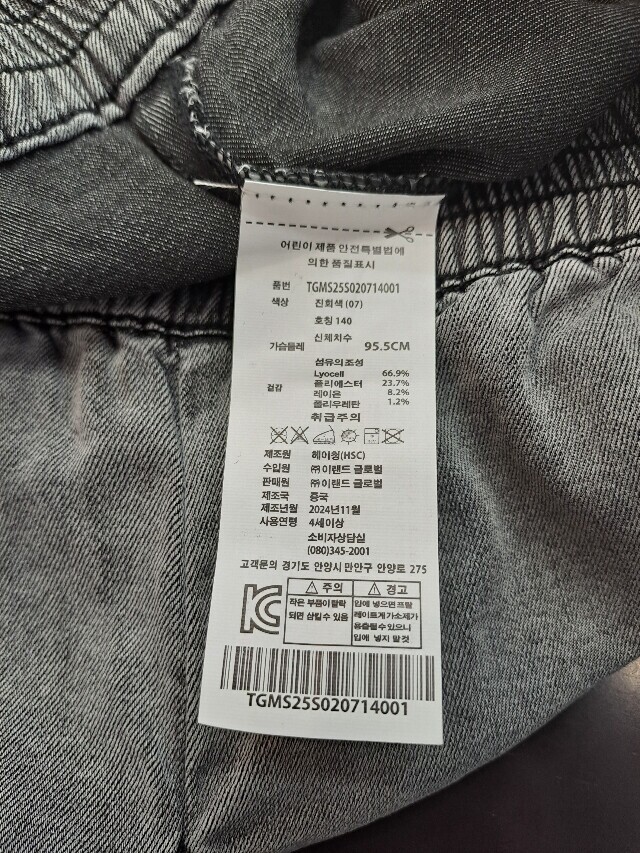 어린이 제품 안전특별법에
의한 품질표시
품번 TGMS25S020714001
색상 진회색 (07)
호칭 140
신체치수
가슴둘레 95.5CM
섬유의조성
겉감
Lyocell 66.9%
폴리에스터 23.7%
레이온 8.2%
폴리우레탄 1.2%
취급주의
제조원 헤이청(HSC)
수입원 ㈜이랜드 글로벌
판매원 ㈜이랜드 글로벌
제조국 중국
제조년월 2024년11월
사용연령 4세이상
소비자상담실
(080)345-2001
고객문의 경기도 안양시 만안구 안양로 275
주의
작은 부품이탈락
되면 삼킬수 있음
경고
입에 넣으면프탈
레이트계가소제가
용출될수있으니
입에 넣지 말것
TGMS25S020714001